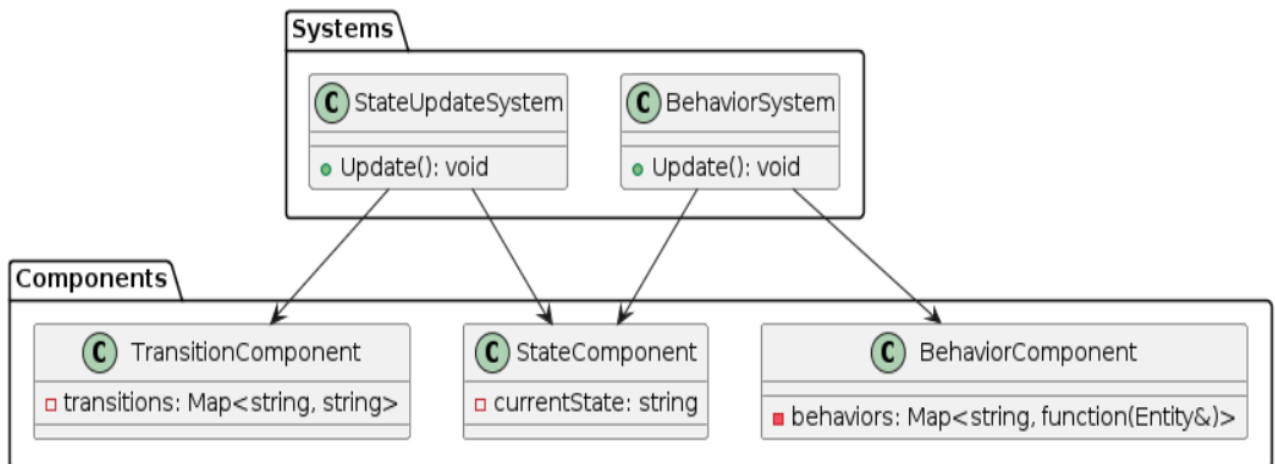 Systems
C StateUpdateSystem
Update(): void
C BehaviorSystem
Update(): void
Components
C TransitionComponent
transitions: Map<string, string>
C StateComponent
currentState: string
C BehaviorComponent
behaviors: Map<string, function(Entity&)>